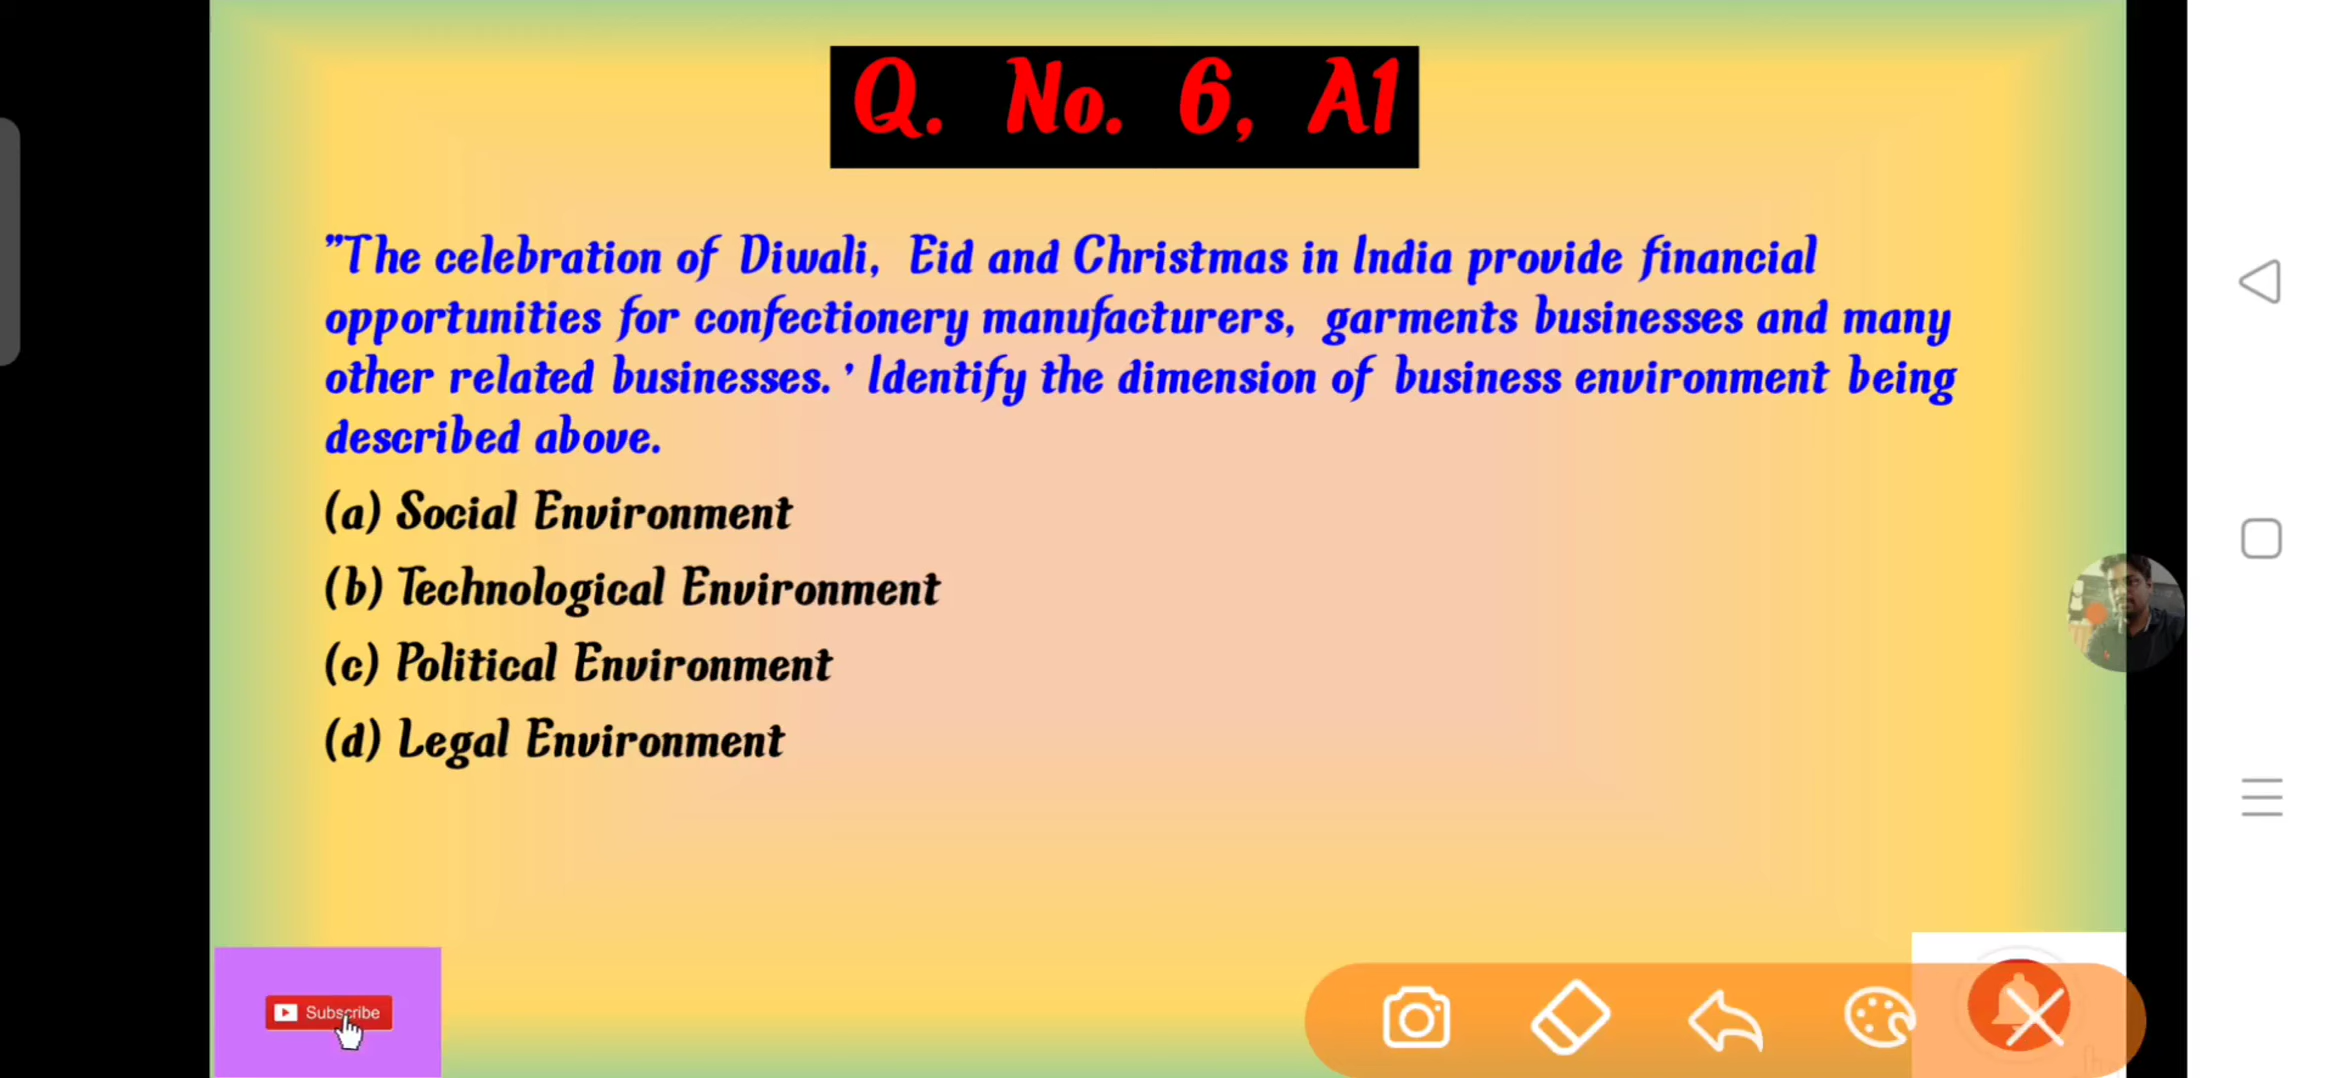 Q. No. 6, A1
"The celebration of Diwali, Eid and Christmas in India provide financial
opportunities for confectionery manufacturers, garments businesses and many
other related businesses. ' Identify the dimension of business environment being
described above.
(a) Social Environment
(b) Technological Environment
(c) Political Environment
(d) Legal Environment
Subscribe